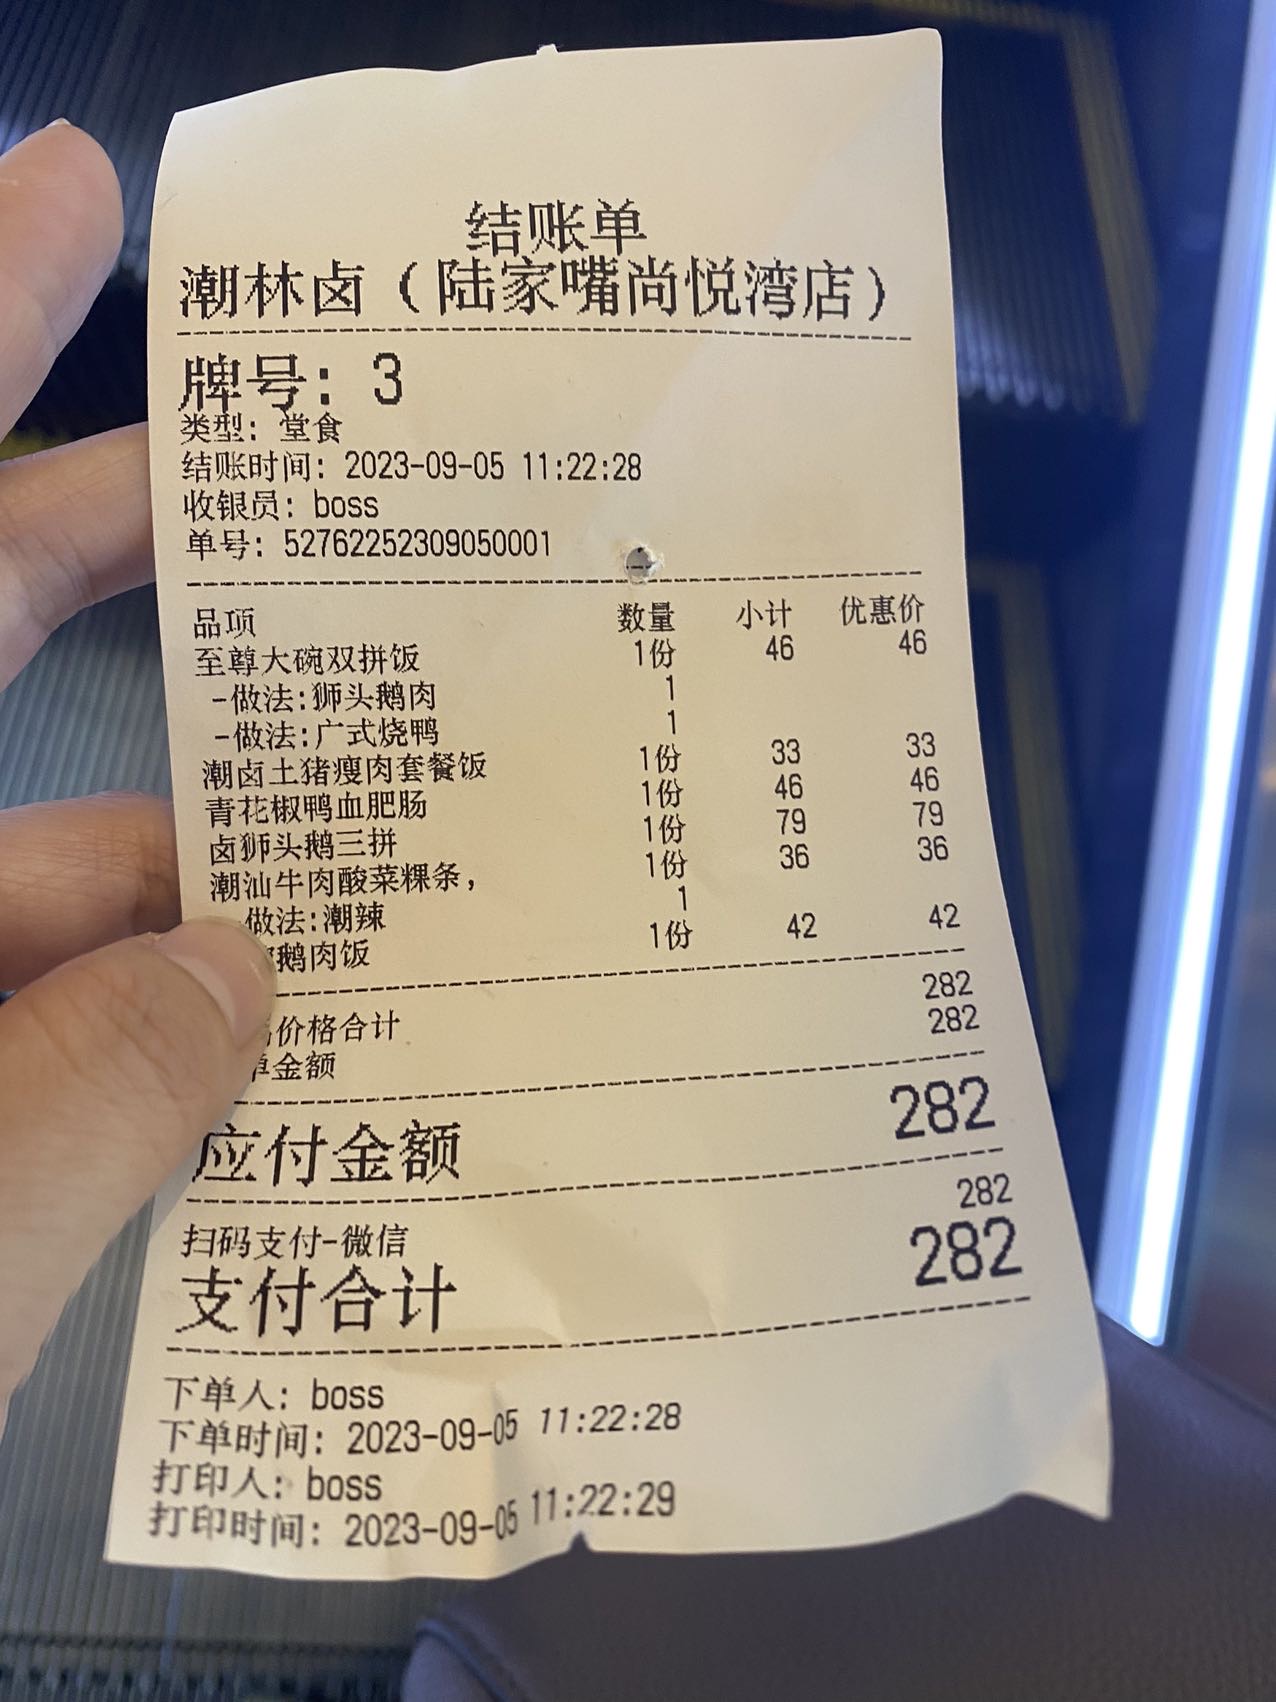 结账单
潮林卤（陆家嘴尚悦湾店）
牌号：3
类型：堂食
结账时间：2023-09-05 11:22:28
收银员：boss
单号：52762252309050001
品项 数量 小计 优惠价
至尊大碗双拼饭 1份 46 46
-做法:狮头鹅肉 1
-做法:广式烧鸭 1
潮卤土猪瘦肉套餐饭 1份 33 33
青花椒鸭血肥肠 1份 46 46
卤狮头鹅三拼 1份 79 79
潮汕牛肉酸菜粿条， 1份 36 36
做法:潮辣 1
鹅肉饭 1份 42 42
价格合计 282
单金额 282
应付金额 282
扫码支付-微信 282
支付合计 282
下单人：boss
下单时间：2023-09-05 11:22:28
打印人：boss
打印时间：2023-09-05 11:22:29